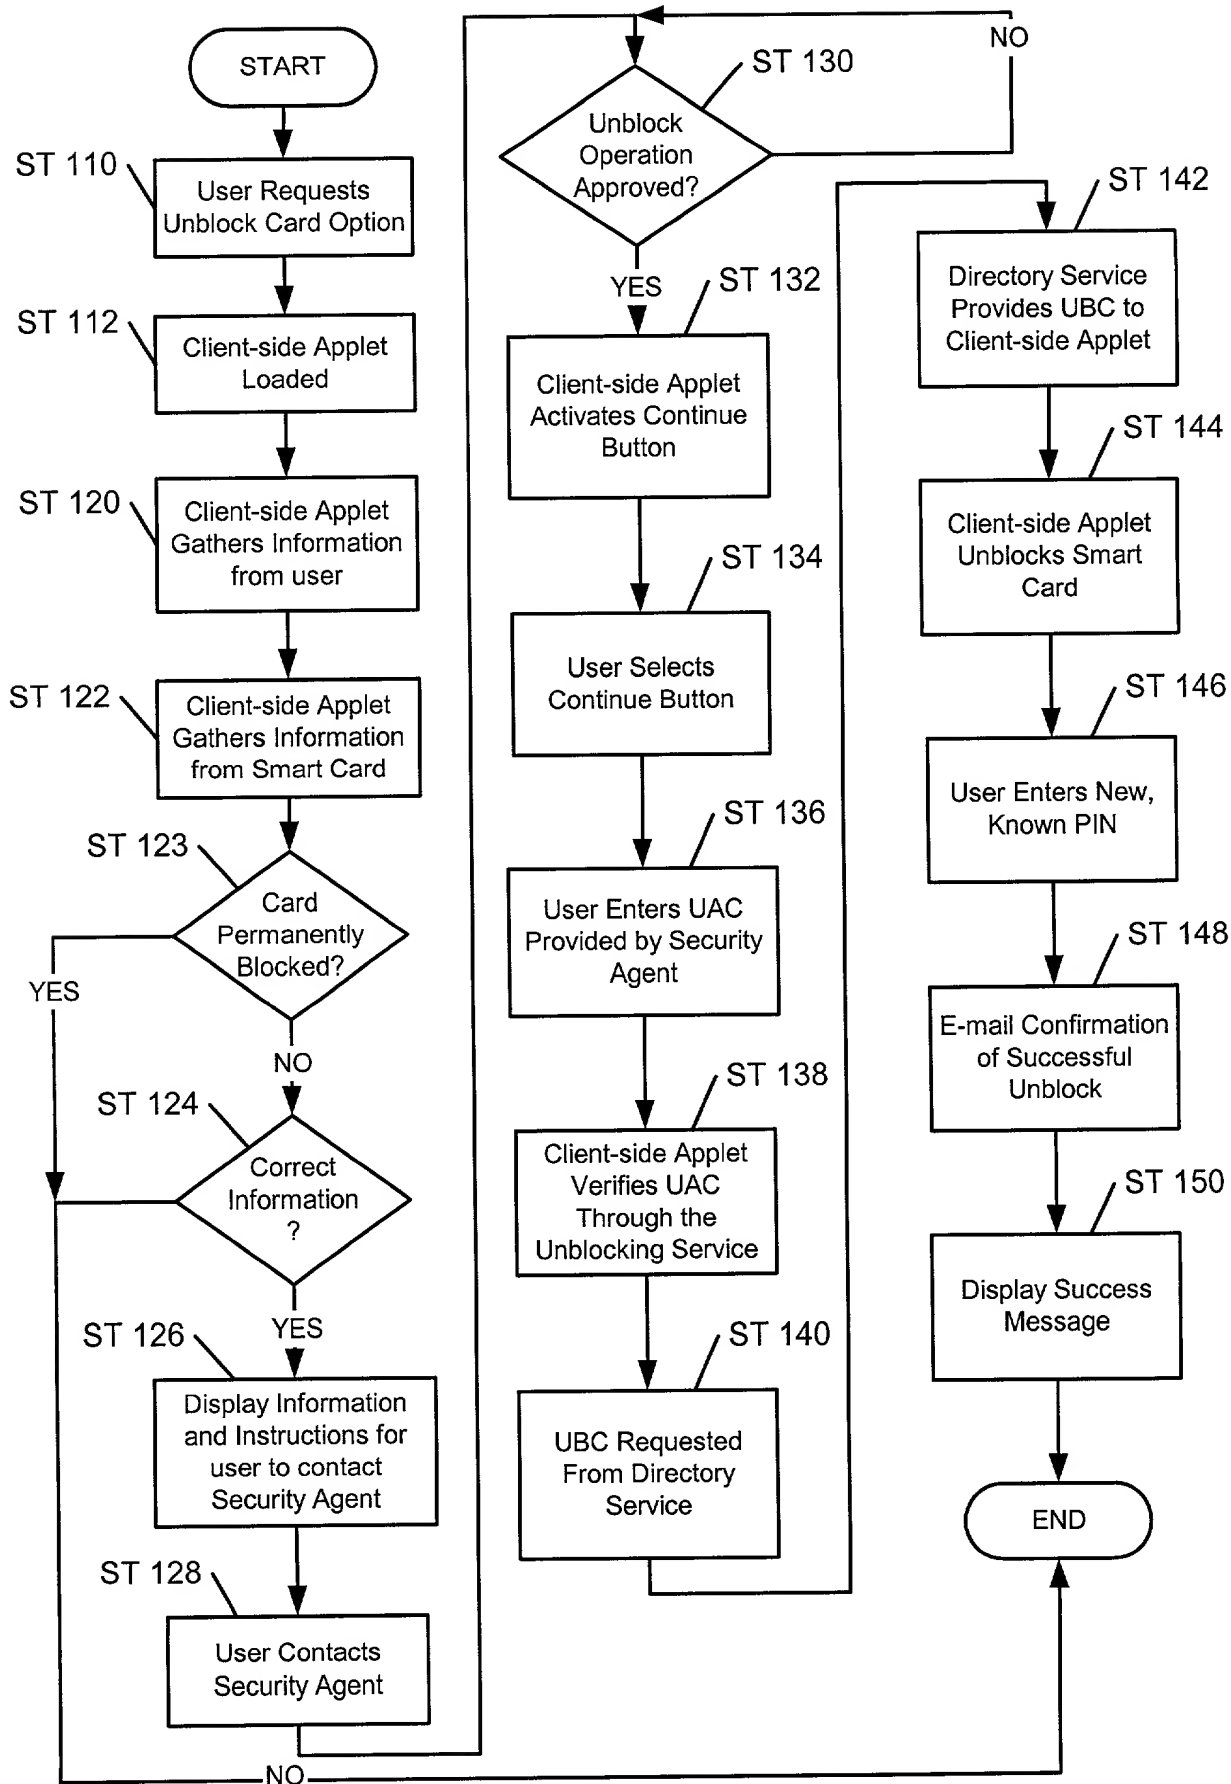 START
ST 110
User Requests
Unblock Card Option
ST 112
Client-side Applet
Loaded
ST 120
Client-side Applet
Gathers Information
from user
ST 122
Client-side Applet
Gathers Information
from Smart Card
ST 123
Card
Permanently
Blocked?
YES
NO
ST 124
Correct
Information
?
YES
ST 126
Display Information
and Instructions for
user to contact
Security Agent
ST 128
User Contacts
Security Agent
NO
ST 130
Unblock
Operation
Approved?
NO
YES
ST 132
Client-side Applet
Activates Continue
Button
ST 134
User Selects
Continue Button
ST 136
User Enters UAC
Provided by Security
Agent
ST 138
Client-side Applet
Verifies UAC
Through the
Unblocking Service
ST 140
UBC Requested
From Directory
Service
ST 142
Directory Service
Provides UBC to
Client-side Applet
ST 144
Client-side Applet
Unblocks Smart
Card
ST 146
User Enters New,
Known PIN
ST 148
E-mail Confirmation
of Successful
Unblock
ST 150
Display Success
Message
END